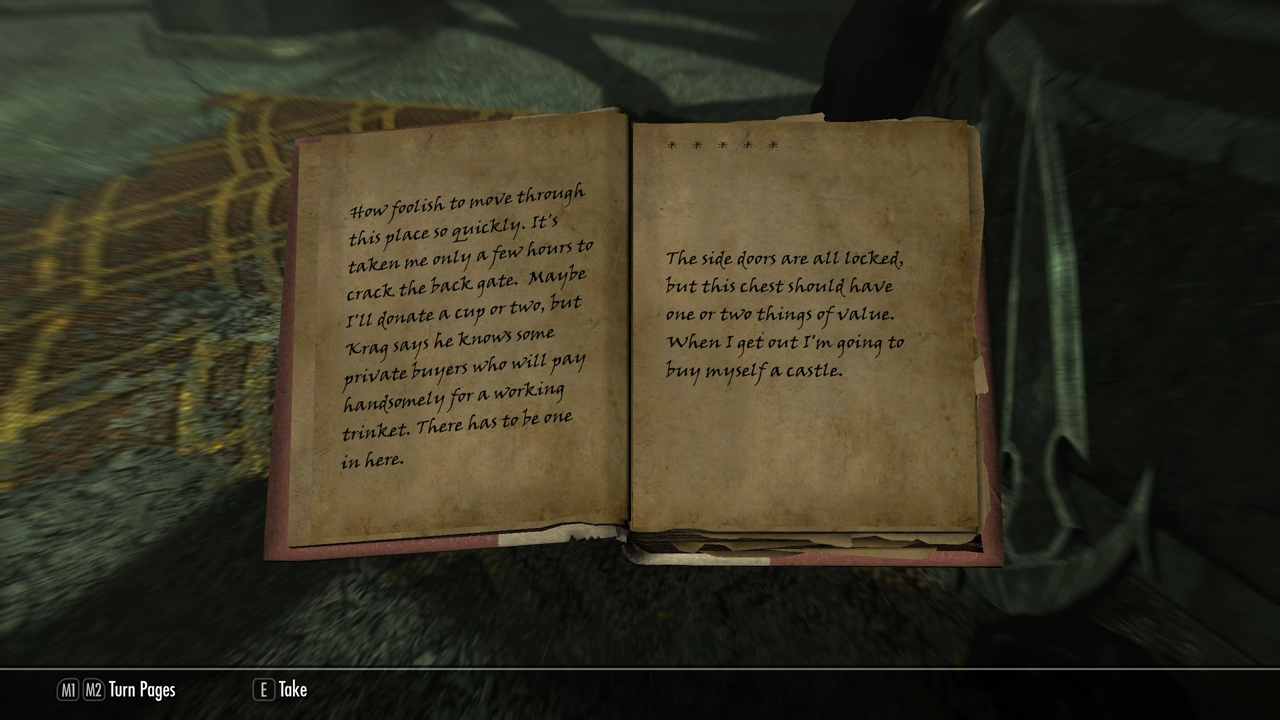 How foolish to move through
this place so quickly. It's
taken me only a few hours to
crack the back gate. Maybe
I'll donate a cup or two, but
Krag says he knows some
private buyers who will pay
handsomely for a working
trinket. There has to be one
in here.
* * * * *
The side doors are all locked,
but this chest should have
one or two things of value.
When I get out I'm going to
buy myself a castle.
M1 M2 Turn Pages
E Take